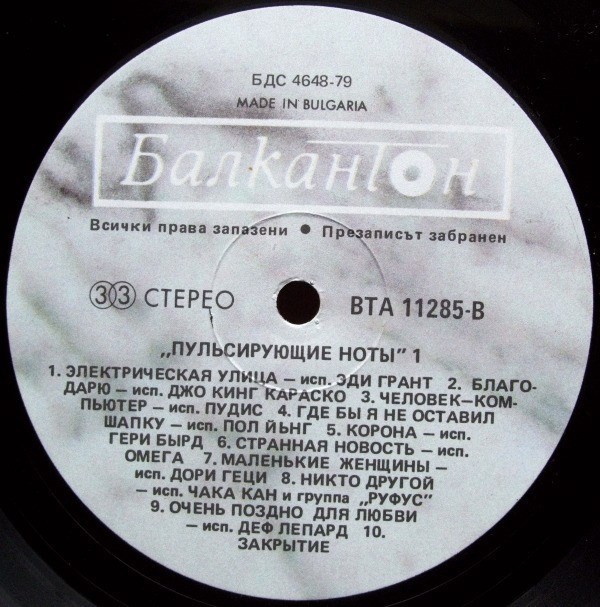 БДС 4648-79
MADE IN BULGARIA
Балкантон
Всички права запазени ● Презаписът забранен
33 СТЕРЕО
ВТА 11285-В
„ПУЛЬСИРУЮЩИЕ НОТЫ” 1
1. ЭЛЕКТРИЧЕСКАЯ УЛИЦА – исп. ЭДИ ГРАНТ 2. БЛАГО-
ДАРЮ – исп. ДЖО КИНГ КАРАСКО 3. ЧЕЛОВЕК–КОМ-
ПЬЮТЕР – исп. ПУДИС 4. ГДЕ БЫ Я НЕ ОСТАВИЛ
ШАПКУ – исп. ПОЛ ЙЬНГ 5. КОРОНА – исп.
ГЕРИ БЫРД 6. СТРАННАЯ НОВОСТЬ – исп.
ОМЕГА 7. МАЛЕНЬКИЕ ЖЕНЩИНЫ –
исп. ДОРИ ГЕЦИ 8. НИКТО ДРУГОЙ
– исп. ЧАКА КАН и группа „РУФУС”
9. ОЧЕНЬ ПОЗДНО ДЛЯ ЛЮБВИ
– исп. ДЕФ ЛЕПАРД 10.
ЗАКРЫТИЕ